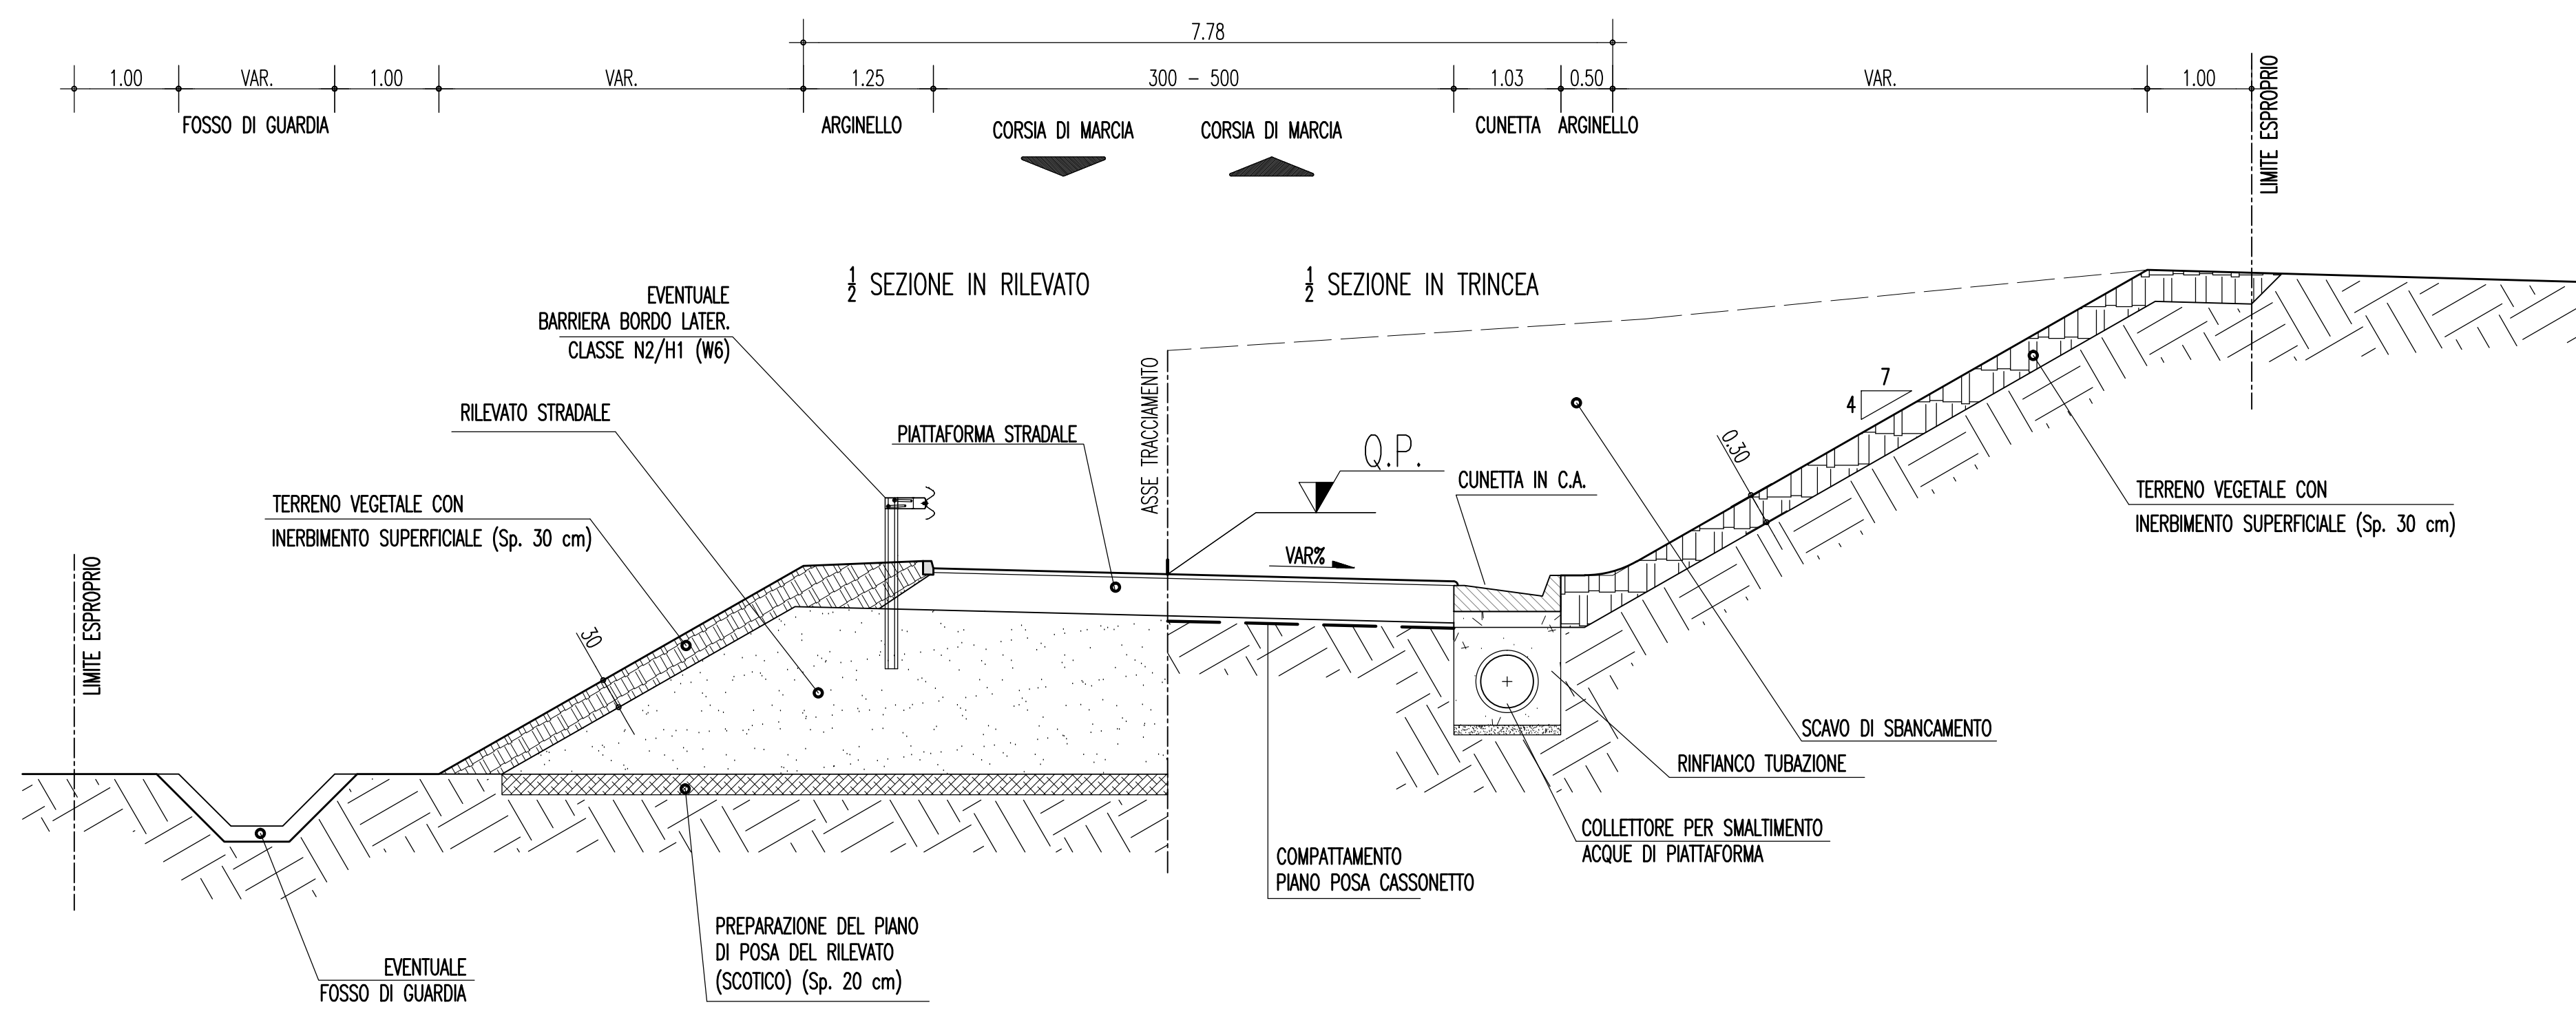 7.78
1.00 VAR. 1.00 VAR. 1.25 300 - 500 1.03 0.50 VAR. 1.00
FOSSO DI GUARDIA ARGINELLO CORSIA DI MARCIA CORSIA DI MARCIA CUNETTA ARGINELLO
LIMITE ESPROPRIO
1/2 SEZIONE IN RILEVATO
1/2 SEZIONE IN TRINCEA
EVENTUALE
BARRIERA BORDO LATER.
CLASSE N2/H1 (W6)
RILEVATO STRADALE
PIATTAFORMA STRADALE
ASSE TRACCIAMENTO
Q.P.
CUNETTA IN C.A.
VAR%
7
4
0.30
TERRENO VEGETALE CON
INERBIMENTO SUPERFICIALE (Sp. 30 cm)
TERRENO VEGETALE CON
INERBIMENTO SUPERFICIALE (Sp. 30 cm)
LIMITE ESPROPRIO
30
SCAVO DI SBANCAMENTO
RINFIANCO TUBAZIONE
COLLETTORE PER SMALTIMENTO
ACQUE DI PIATTAFORMA
COMPATTAMENTO
PIANO POSA CASSONETTO
PREPARAZIONE DEL PIANO
DI POSA DEL RILEVATO
(SCOTICO) (Sp. 20 cm)
EVENTUALE
FOSSO DI GUARDIA